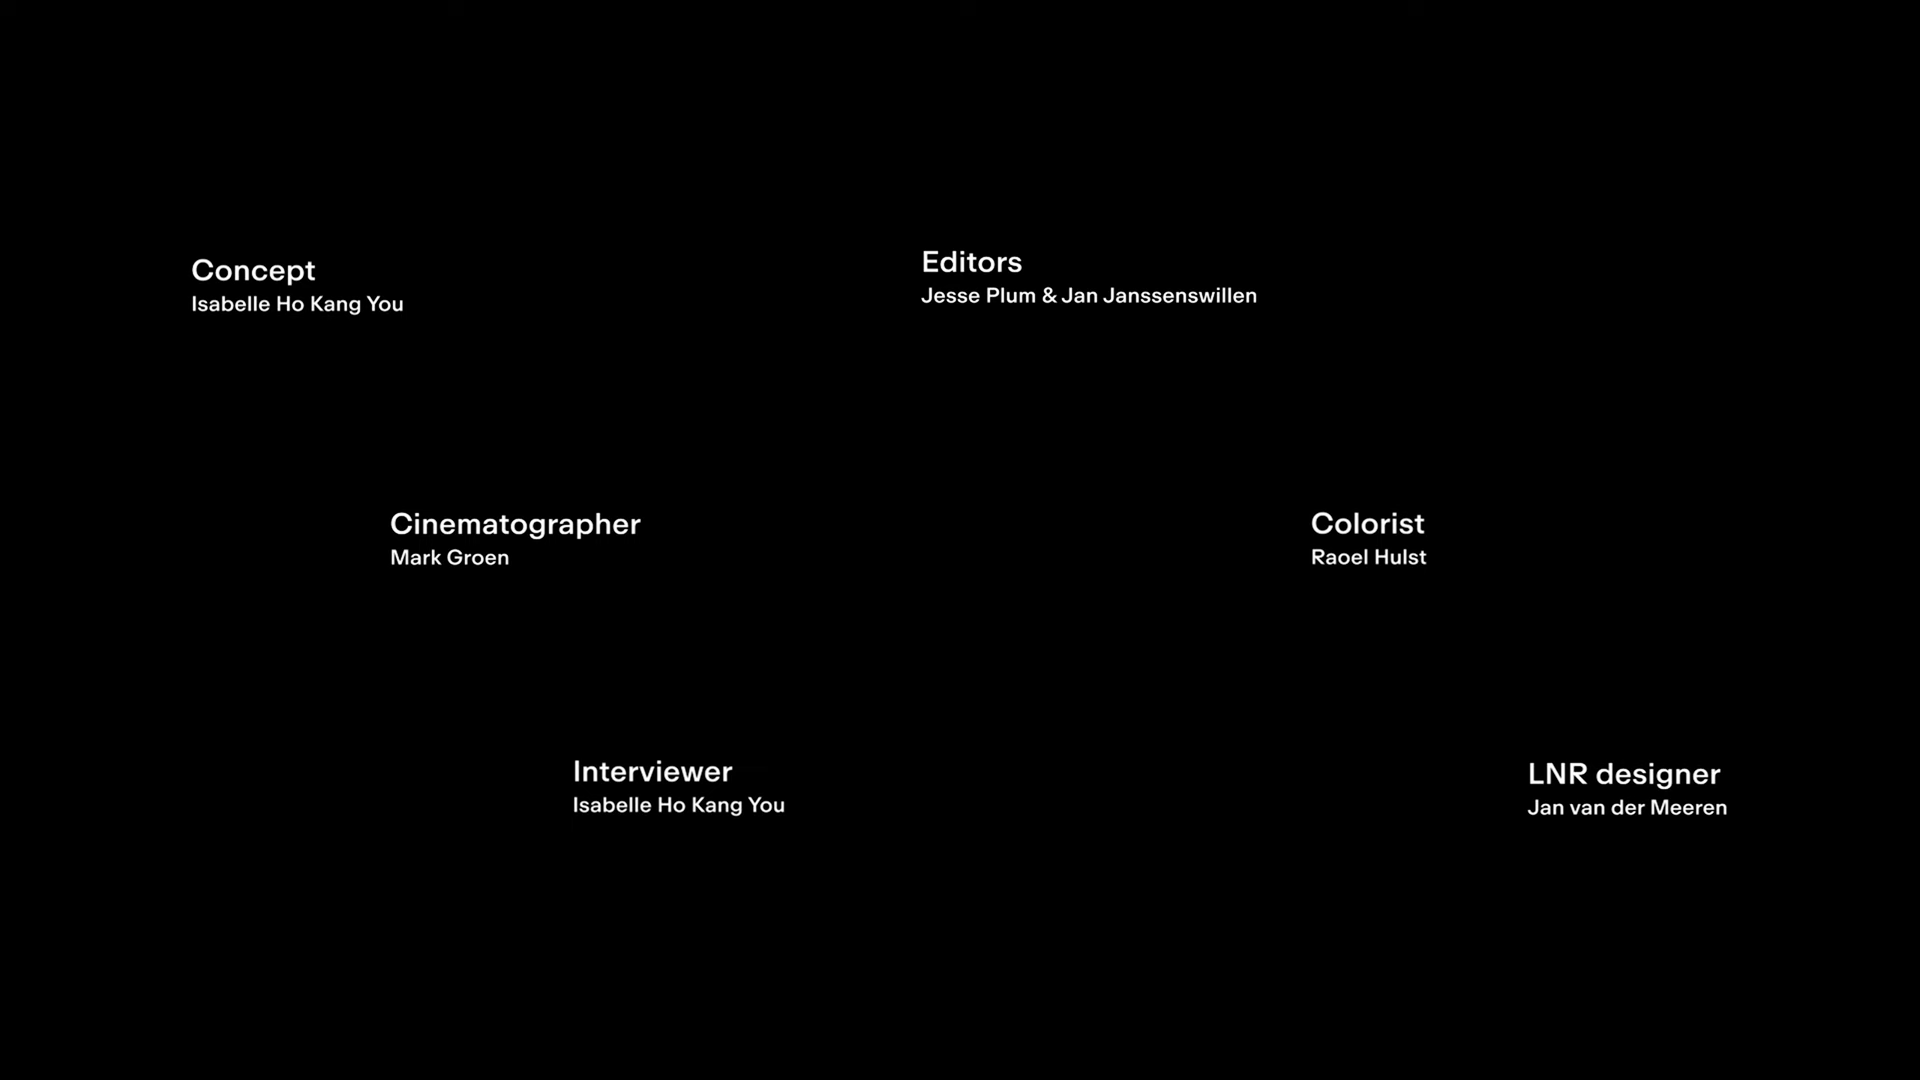 Concept
Isabelle Ho Kang You
Editors
Jesse Plum & Jan Janssenswillen
Cinematographer
Mark Groen
Colorist
Raoel Hulst
Interviewer
Isabelle Ho Kang You
LNR designer
Jan van der Meeren